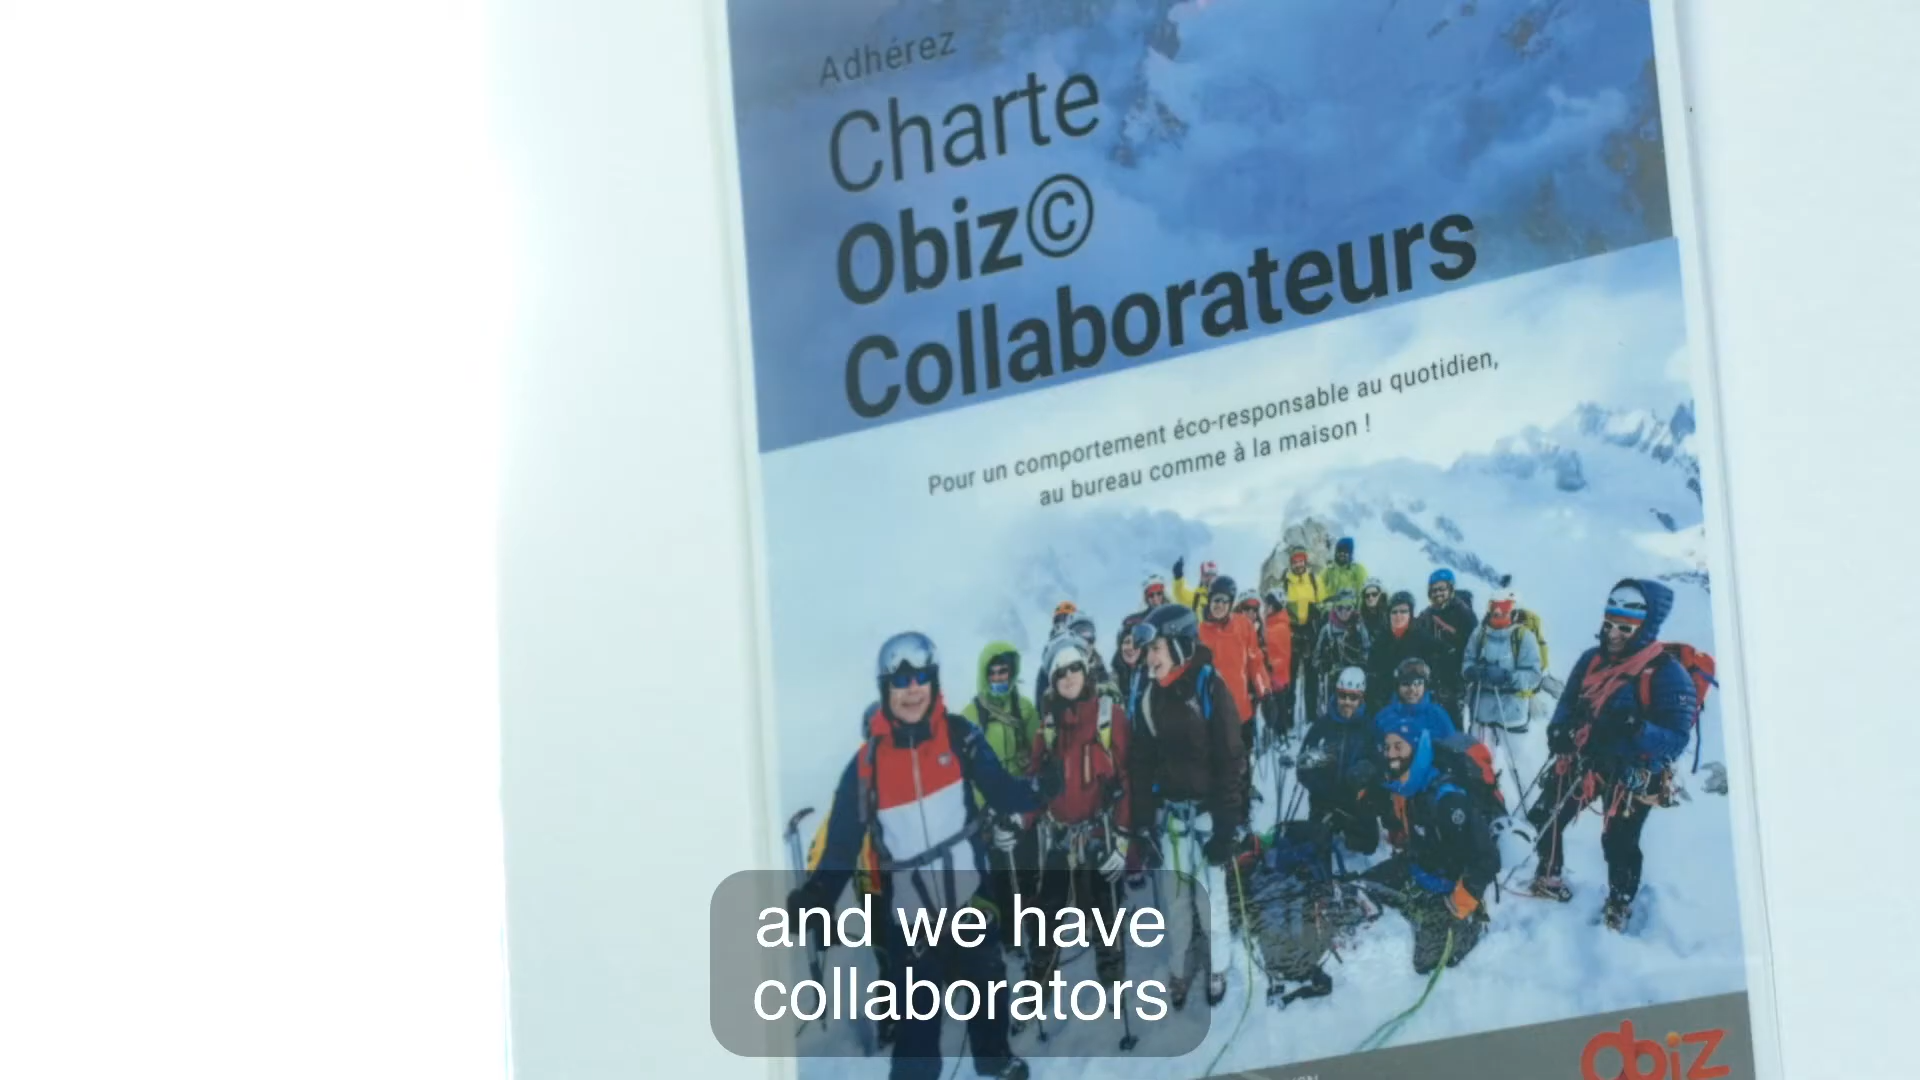 Adhérez
Charte
Obiz©
Collaborateurs
Pour un comportement éco-responsable au quotidien,
au bureau comme à la maison !
and we have
collaborators
obiz